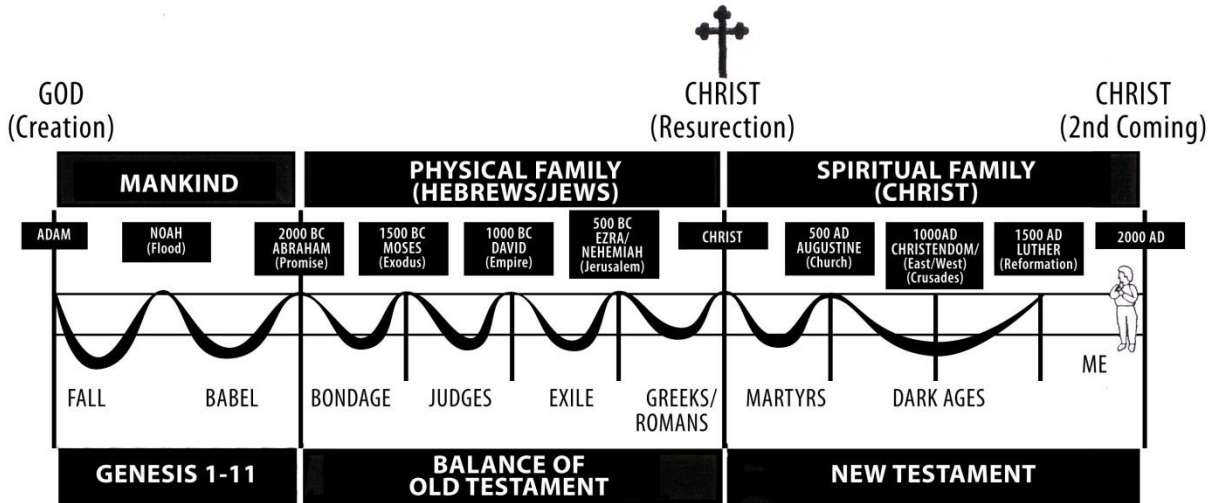 GOD
(Creation)
CHRIST
(Resurection)
CHRIST
(2nd Coming)
MANKIND
PHYSICAL FAMILY
(HEBREWS/JEWS)
SPIRITUAL FAMILY
(CHRIST)
ADAM
NOAH
(Flood)
2000 BC
ABRAHAM
(Promise)
1500 BC
MOSES
(Exodus)
1000 BC
DAVID
(Empire)
500 BC
EZRA/
NEHEMIAH
(Jerusalem)
CHRIST
500 AD
AUGUSTINE
(Church)
1000AD
CHRISTENDOM/
(East/West)
(Crusades)
1500 AD
LUTHER
(Reformation)
2000 AD
FALL
BABEL
BONDAGE
JUDGES
EXILE
GREEKS/
ROMANS
MARTYRS
DARK AGES
ME
GENESIS 1-11
BALANCE OF
OLD TESTAMENT
NEW TESTAMENT